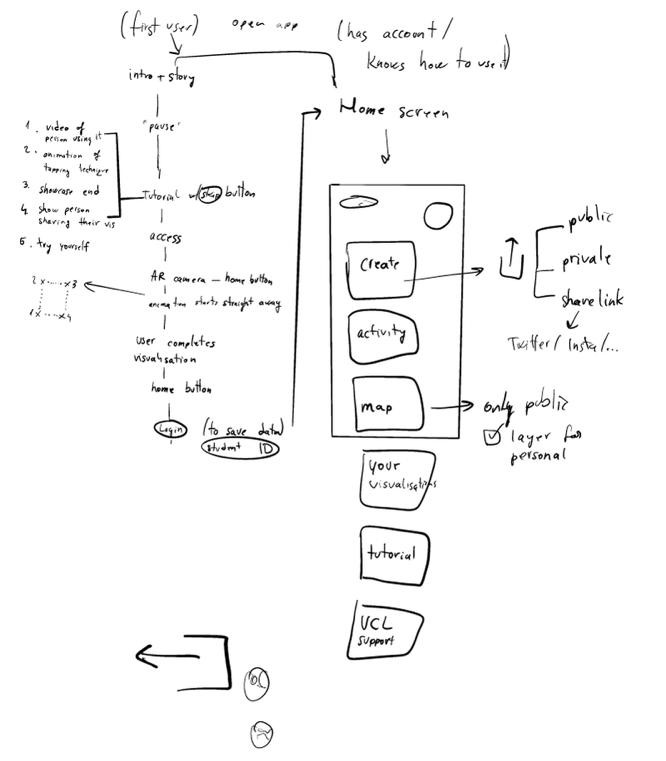 (first user)
open app
(has account/
knows how to use it)
intro + story
"pause"
1. video of
person using it
2. animation of
tapping technique
3. showcase end
4. show person
sharing their vis
5. try yourself
Tutorial w/ skip button
access
AR camera — home button
animation starts straight away
2 x x 3
1 x x 4
user completes
visualisation
home button
Login
(to save data)
student ID
Home screen
create
activity
map
your
visualisations
tutorial
UCL
support
public
private
share link
Twitter/Insta/...
only public
layer for
personal